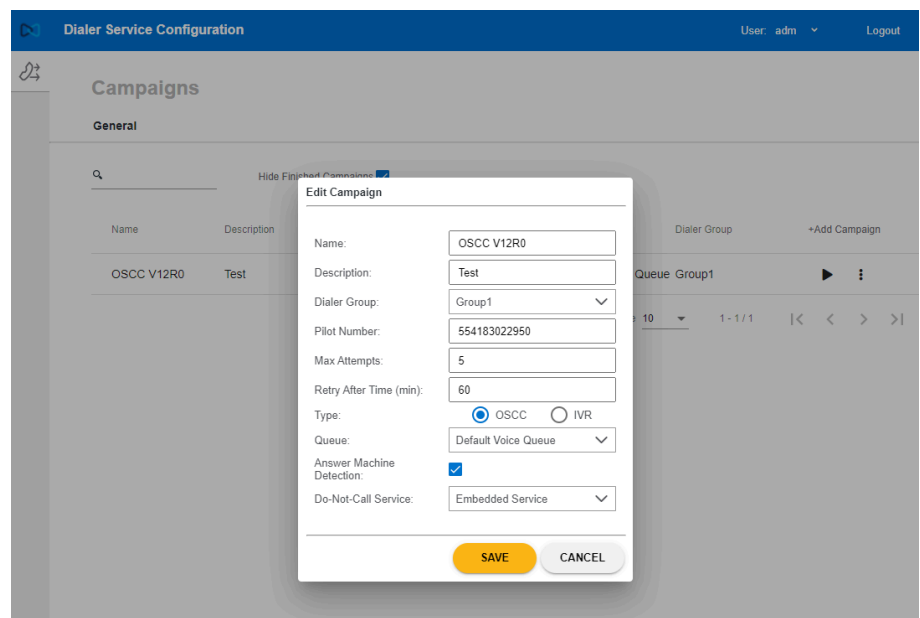 Dialer Service Configuration User: adm Logout
Campaigns
General
Hide Finished Campaigns
Edit Campaign
Name Description Dialer Group +Add Campaign
OSCC V12R0 Test Queue Group1
10 1 - 1 / 1
Name: OSCC V12R0
Description: Test
Dialer Group: Group1
Pilot Number: 554183022950
Max Attempts: 5
Retry After Time (min): 60
Type: OSCC IVR
Queue: Default Voice Queue
Answer Machine
Detection:
Do-Not-Call Service: Embedded Service
SAVE CANCEL